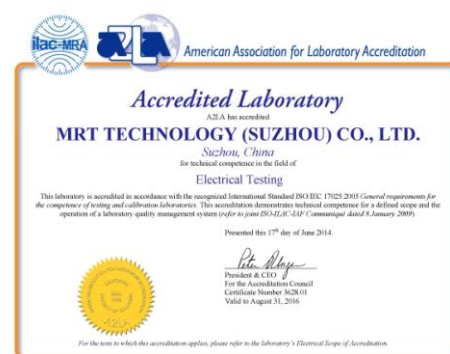 ilac-MRA
A2LA
American Association for Laboratory Accreditation
Accredited Laboratory
A2LA has accredited
MRT TECHNOLOGY (SUZHOU) CO., LTD.
Suzhou, China
for technical competence in the field of
Electrical Testing
This laboratory is accredited in accordance with the recognized International Standard ISO/IEC 17025:2005 General requirements for
the competence of testing and calibration laboratories. This accreditation demonstrates technical competence for a defined scope and the
operation of a laboratory quality management system (refer to joint ISO-ILAC-IAF Communiqué dated 8 January 2009).
Presented this 17th day of June 2014.
President & CEO
For the Accreditation Council
Certificate Number 3628.01
Valid to August 31, 2016
A2LA
For the tests to which this accreditation applies, please refer to the laboratory's Electrical Scope of Accreditation.